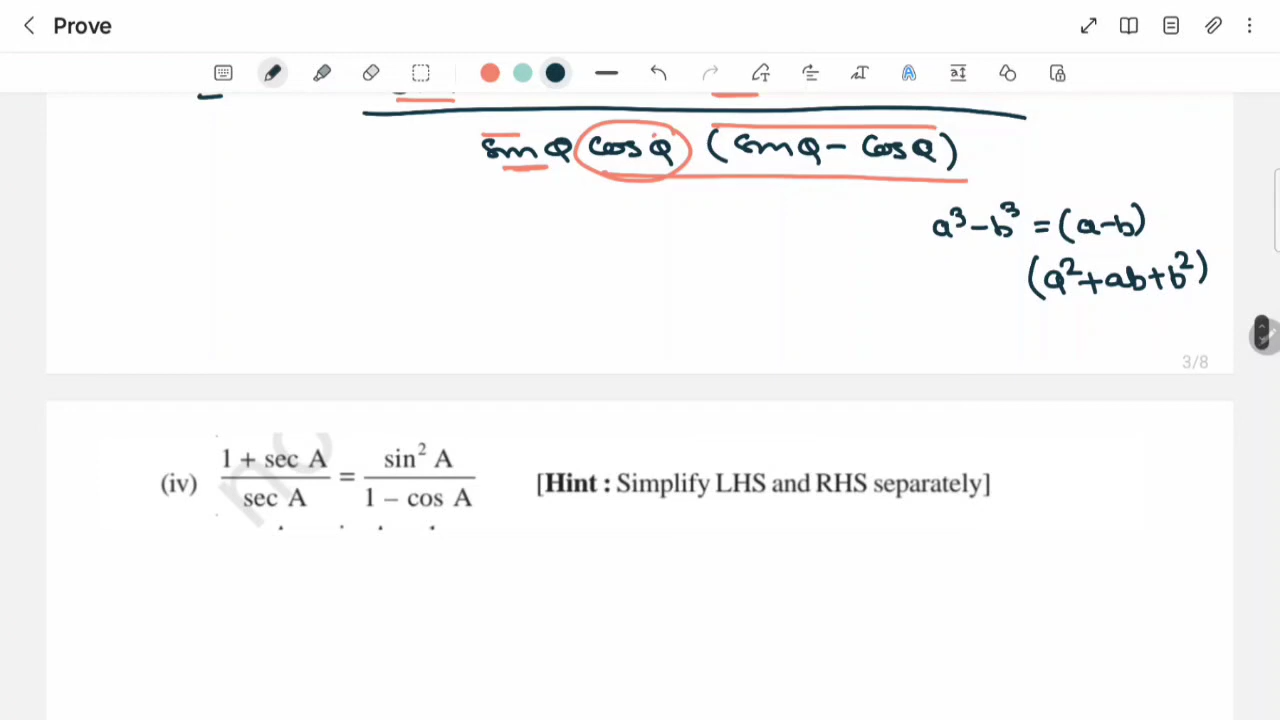 Prove
sinθ cosθ (sinθ - cosθ)
a³-b³ = (a-b)
(a²+ab+b²)
3/8
(iv) (1 + sec A)/(sec A) = (sin² A)/(1 – cos A) [Hint : Simplify LHS and RHS separately]